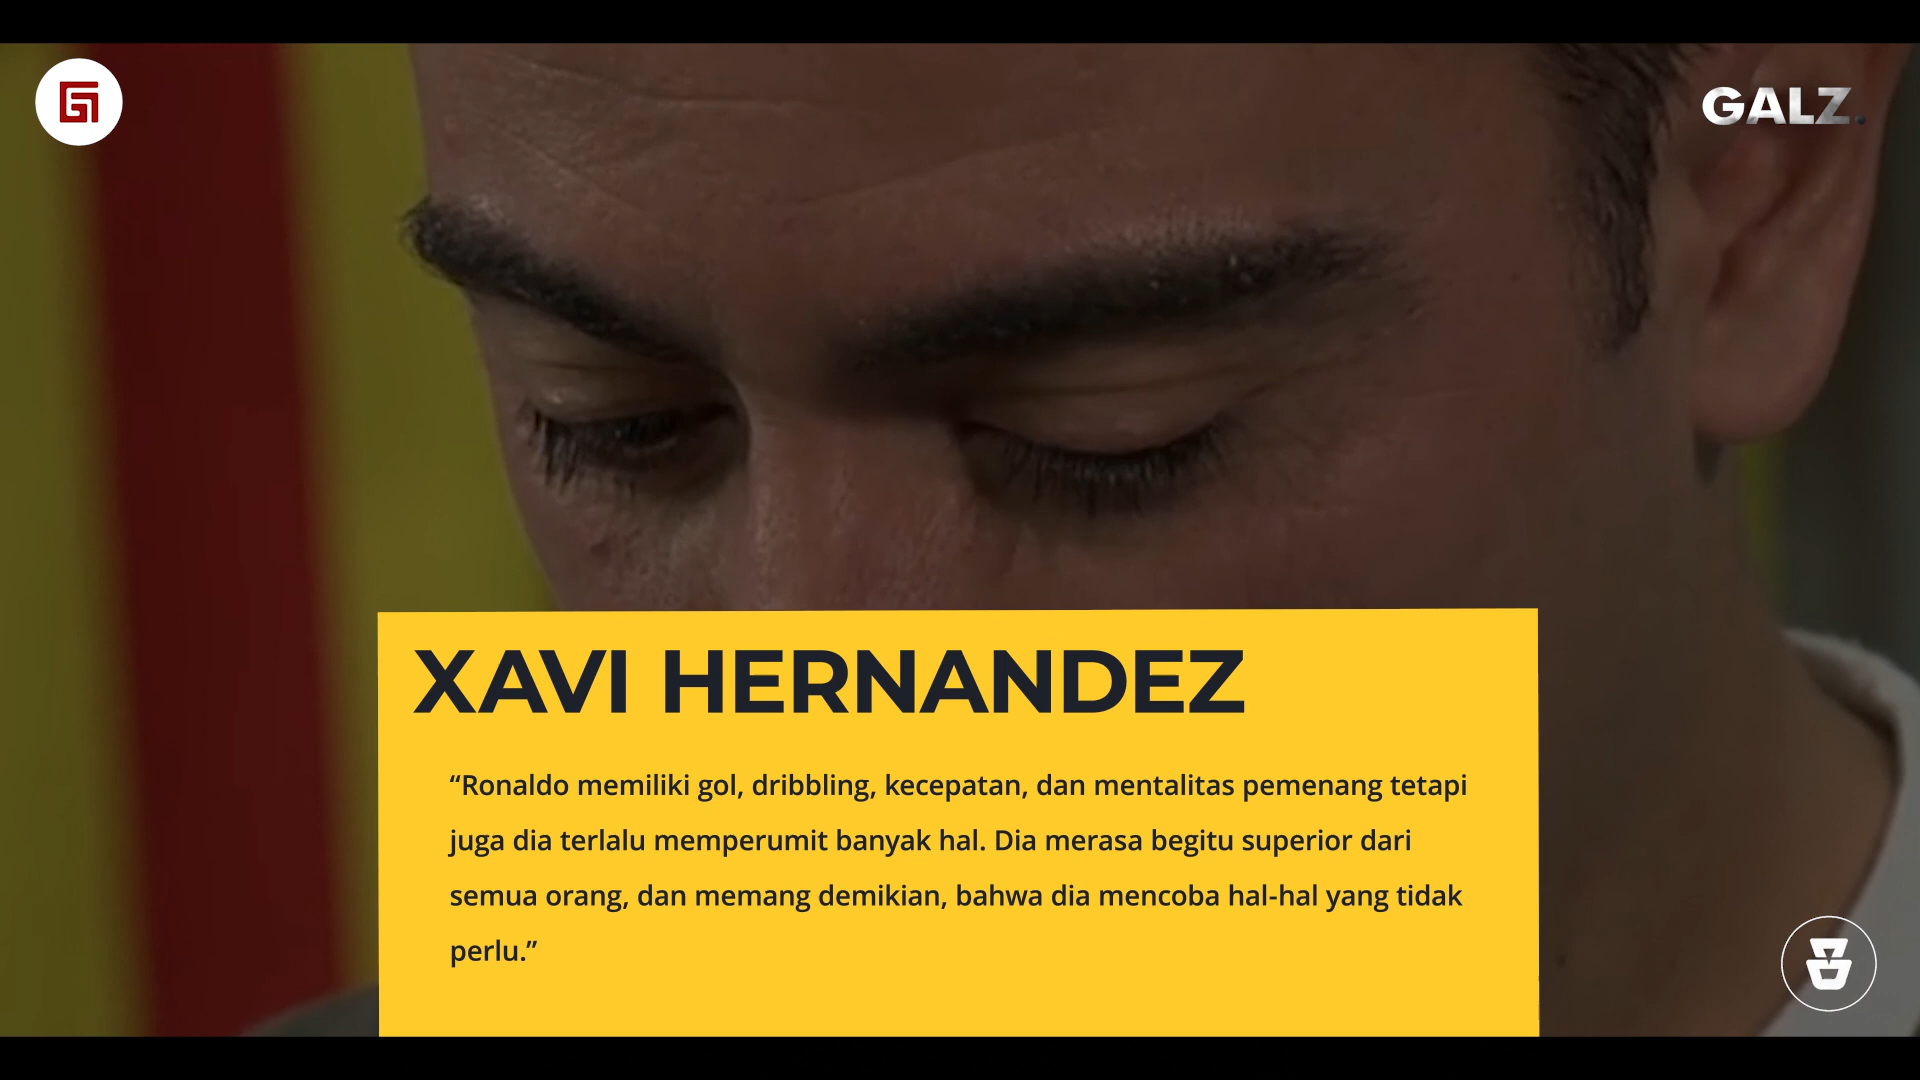 GALZ.
XAVI HERNANDEZ
“Ronaldo memiliki gol, dribbling, kecepatan, dan mentalitas pemenang tetapi
juga dia terlalu memperumit banyak hal. Dia merasa begitu superior dari
semua orang, dan memang demikian, bahwa dia mencoba hal-hal yang tidak
perlu.”